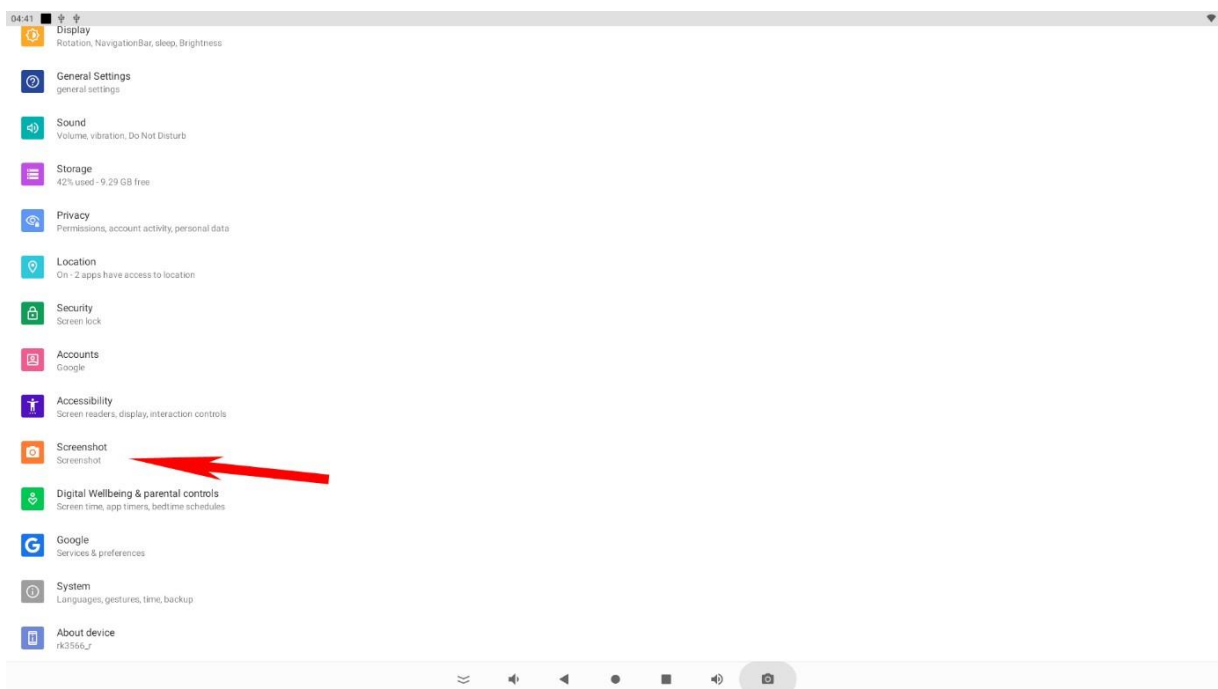 04:41
Display
Rotation, NavigationBar, sleep, Brightness
General Settings
general settings
Sound
Volume, vibration, Do Not Disturb
Storage
42% used - 9.29 GB free
Privacy
Permissions, account activity, personal data
Location
On - 2 apps have access to location
Security
Screen lock
Accounts
Google
Accessibility
Screen readers, display, interaction controls
Screenshot
Screenshot
Digital Wellbeing & parental controls
Screen time, app timers, bedtime schedules
Google
Services & preferences
System
Languages, gestures, time, backup
About device
rk3566_r